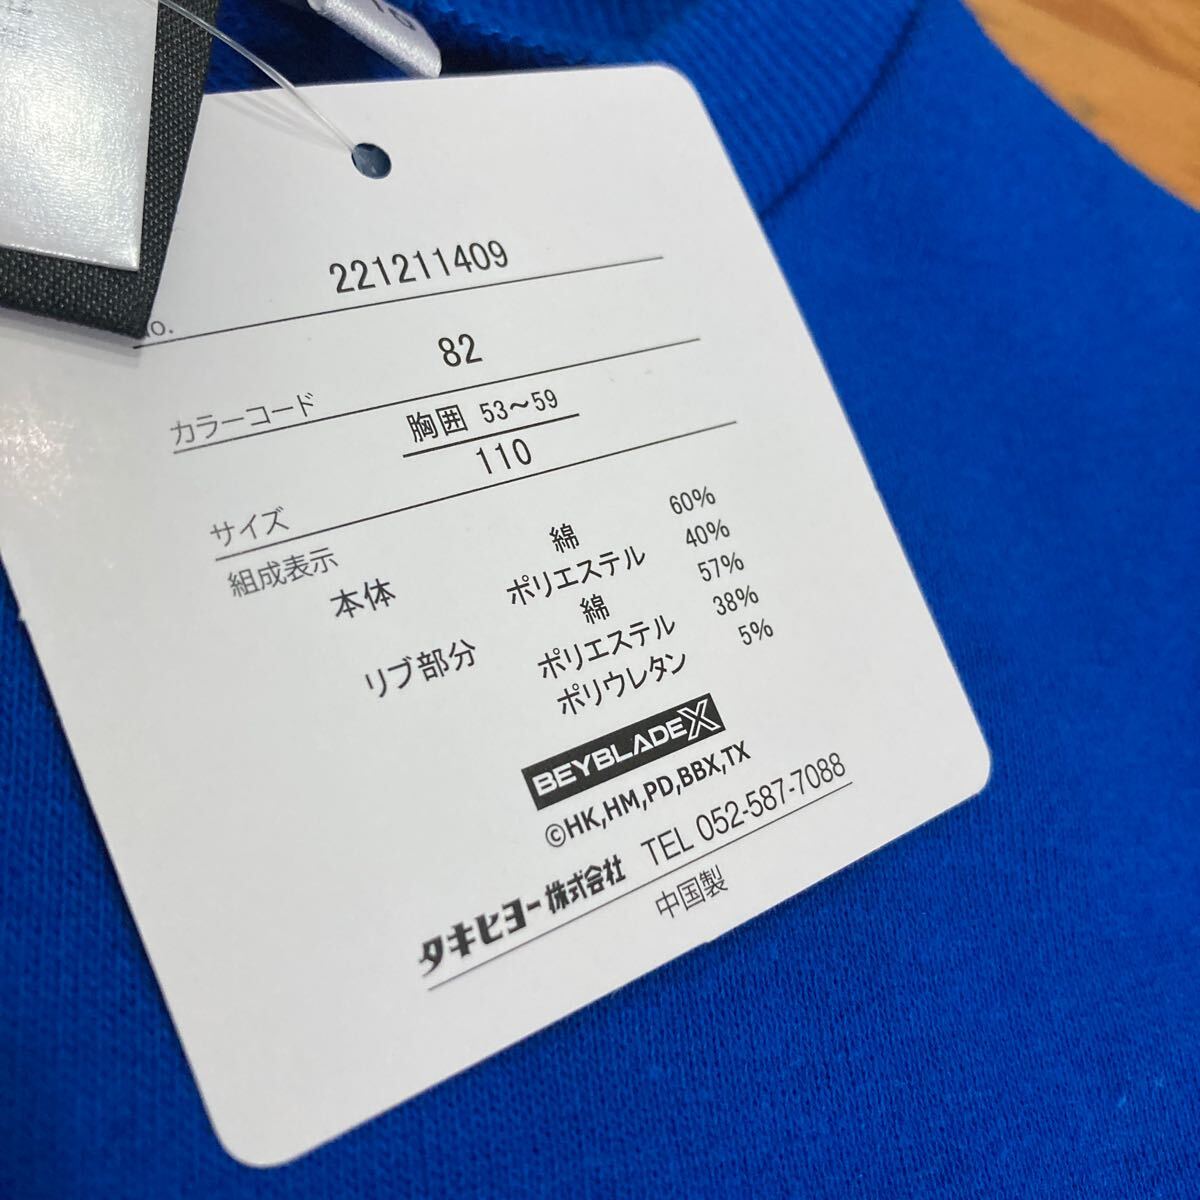 221211409
No.
82
カラーコード
胸囲 53～59
110
サイズ
組成表示
本体 綿 60%
ポリエステル 40%
リブ部分 綿 57%
ポリエステル 38%
ポリウレタン 5%
BEYBLADE X
©HK,HM,PD,BBX,TX
タキヒヨー株式会社 TEL 052-587-7088
中国製